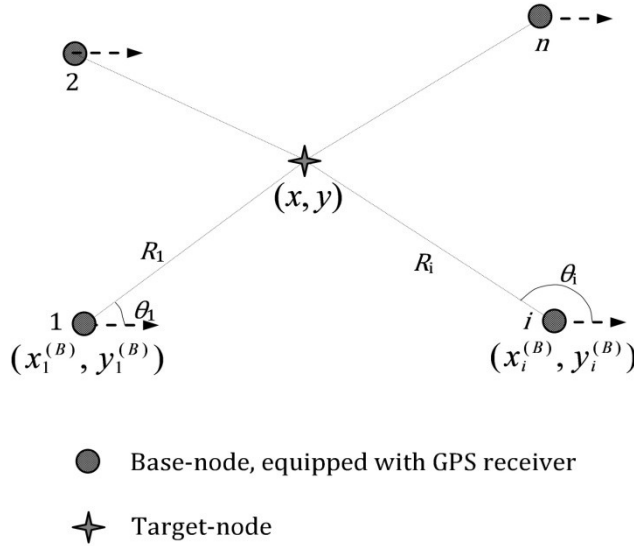 2
n
(x, y)
R₁
Rᵢ
θ₁
θᵢ
1
i
(x₁⁽ᴮ⁾, y₁⁽ᴮ⁾)
(xᵢ⁽ᴮ⁾, yᵢ⁽ᴮ⁾)
Base-node, equipped with GPS receiver
Target-node